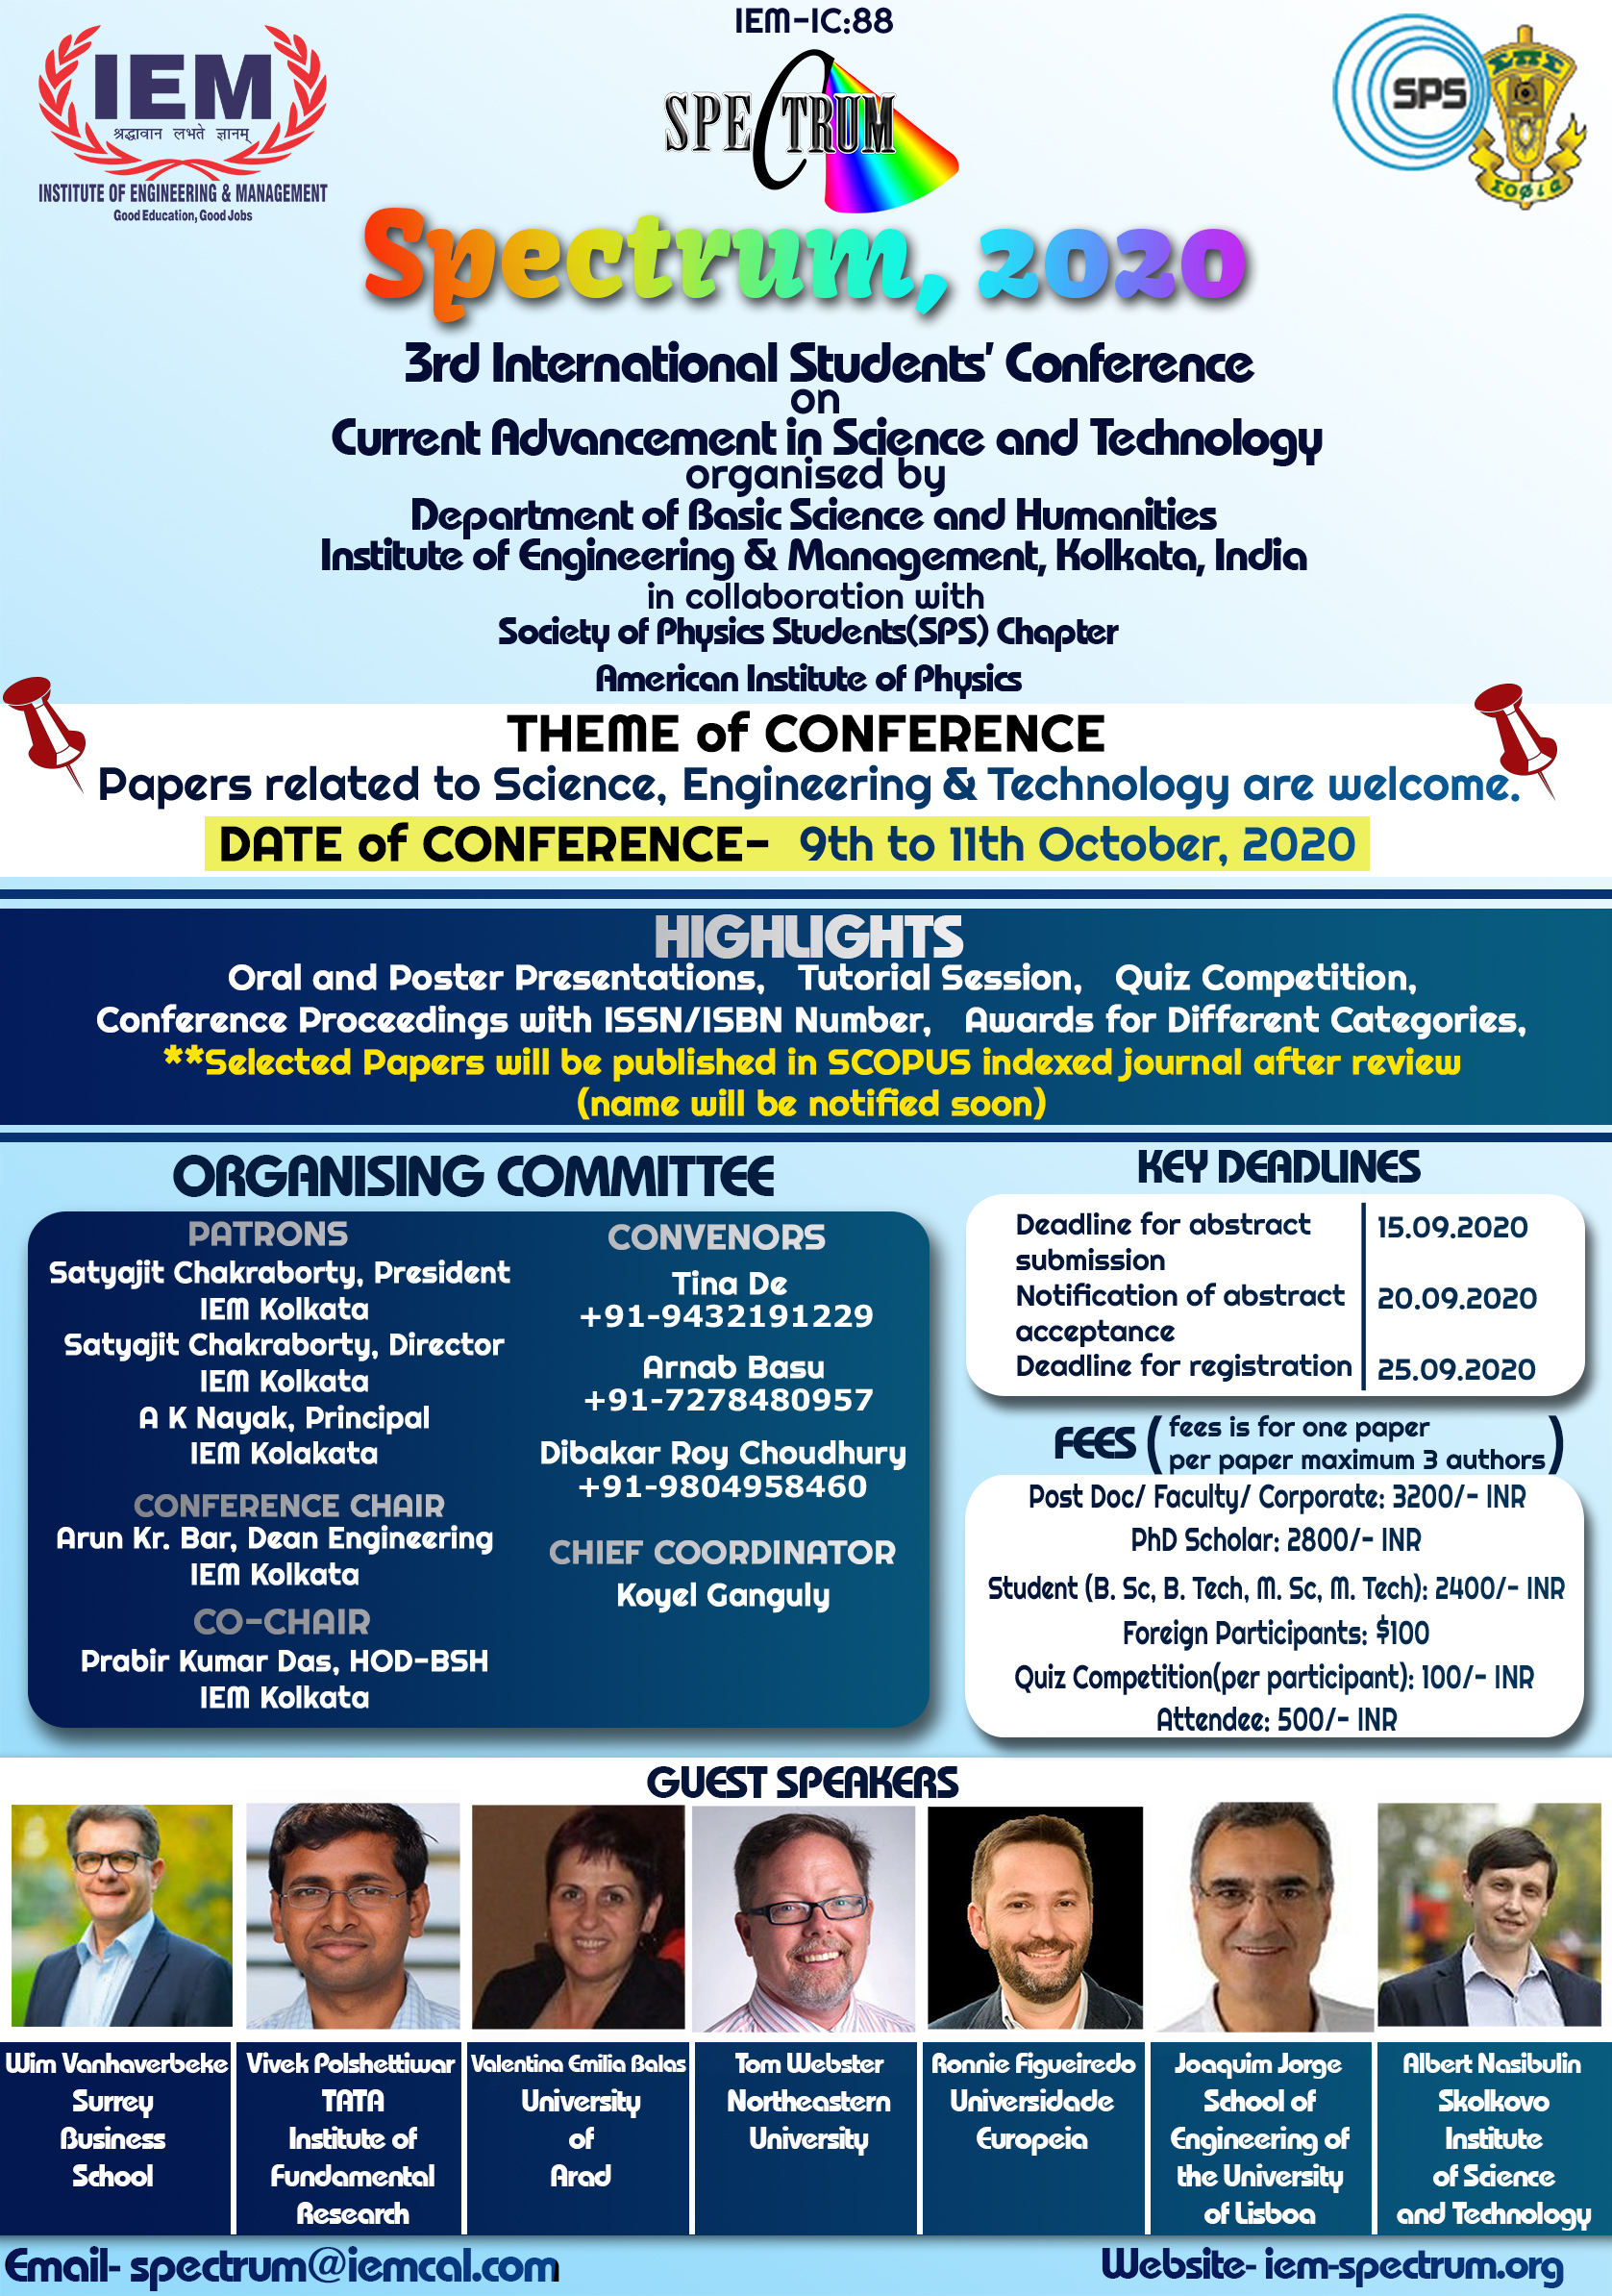 IEM-IC:88
IEM
श्रद्धावान लभते ज्ञानम्
INSTITUTE OF ENGINEERING & MANAGEMENT
Good Education, Good Jobs
SPECTRUM
SPS
ΣΠΣ
Spectrum, 2020
3rd International Students' Conference
on
Current Advancement in Science and Technology
organised by
Department of Basic Science and Humanities
Institute of Engineering & Management, Kolkata, India
in collaboration with
Society of Physics Students(SPS) Chapter
American Institute of Physics
THEME of CONFERENCE
Papers related to Science, Engineering & Technology are welcome.
DATE of CONFERENCE- 9th to 11th October, 2020
HIGHLIGHTS
Oral and Poster Presentations, Tutorial Session, Quiz Competition,
Conference Proceedings with ISSN/ISBN Number, Awards for Different Categories,
**Selected Papers will be published in SCOPUS indexed journal after review
(name will be notified soon)
ORGANISING COMMITTEE
PATRONS
Satyajit Chakraborty, President
IEM Kolkata
Satyajit Chakraborty, Director
IEM Kolkata
A K Nayak, Principal
IEM Kolakata
CONFERENCE CHAIR
Arun Kr. Bar, Dean Engineering
IEM Kolkata
CO-CHAIR
Prabir Kumar Das, HOD-BSH
IEM Kolkata
CONVENORS
Tina De
+91-9432191229
Arnab Basu
+91-7278480957
Dibakar Roy Choudhury
+91-9804958460
CHIEF COORDINATOR
Koyel Ganguly
KEY DEADLINES
Deadline for abstract submission 15.09.2020
Notification of abstract acceptance 20.09.2020
Deadline for registration 25.09.2020
FEES (fees is for one paper
per paper maximum 3 authors)
Post Doc/ Faculty/ Corporate: 3200/- INR
PhD Scholar: 2800/- INR
Student (B. Sc, B. Tech, M. Sc, M. Tech): 2400/- INR
Foreign Participants: $100
Quiz Competition(per participant): 100/- INR
Attendee: 500/- INR
GUEST SPEAKERS
Wim Vanhaverbeke
Surrey
Business
School
Vivek Polshettiwar
TATA
Institute of
Fundamental
Research
Valentina Emilia Balas
University
of
Arad
Tom Webster
Northeastern
University
Ronnie Figueiredo
Universidade
Europeia
Joaquim Jorge
School of
Engineering of
the University
of Lisboa
Albert Nasibulin
Skolkovo
Institute
of Science
and Technology
Email- spectrum@iemcal.com
Website- iem-spectrum.org